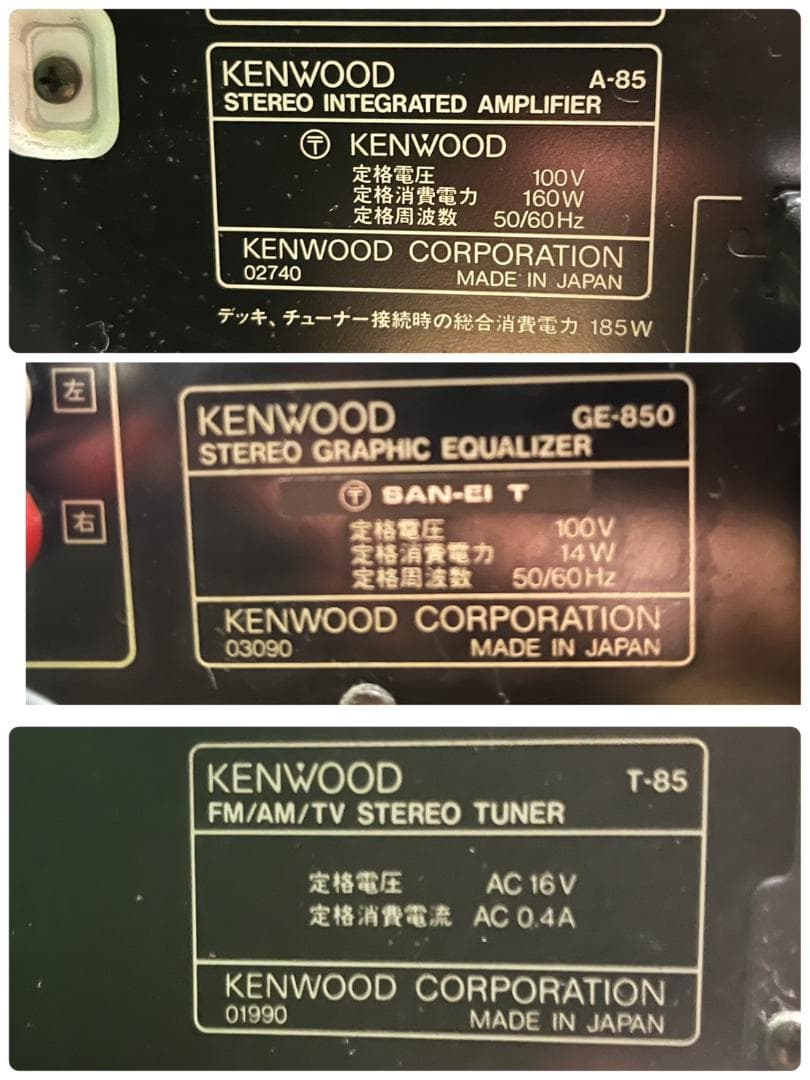 KENWOOD A-85
STEREO INTEGRATED AMPLIFIER
〒 KENWOOD
定格電圧 100V
定格消費電力 160W
定格周波数 50/60Hz
KENWOOD CORPORATION
02740 MADE IN JAPAN
デッキ、チューナー接続時の総合消費電力 185W
左
右
KENWOOD GE-850
STEREO GRAPHIC EQUALIZER
〒 SAN-EI T
定格電圧 100V
定格消費電力 14W
定格周波数 50/60Hz
KENWOOD CORPORATION
03090 MADE IN JAPAN
KENWOOD T-85
FM/AM/TV STEREO TUNER
定格電圧 AC 16V
定格消費電流 AC 0.4A
KENWOOD CORPORATION
01990 MADE IN JAPAN